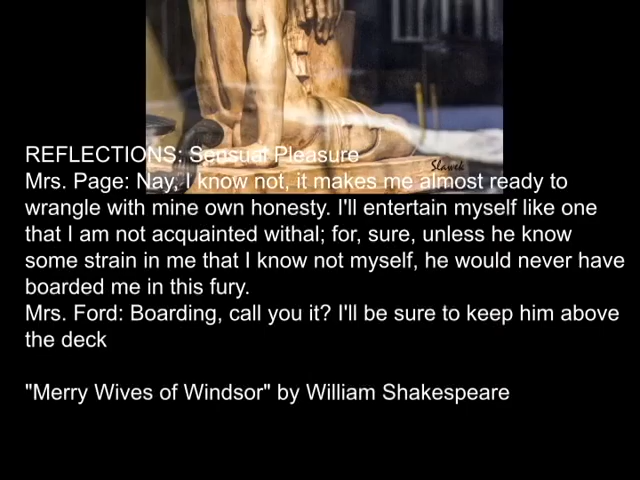 Slawek
REFLECTIONS: Sensual Pleasure
Mrs. Page: Nay, I know not, it makes me almost ready to
wrangle with mine own honesty. I'll entertain myself like one
that I am not acquainted withal; for, sure, unless he know
some strain in me that I know not myself, he would never have
boarded me in this fury.
Mrs. Ford: Boarding, call you it? I'll be sure to keep him above
the deck
"Merry Wives of Windsor" by William Shakespeare